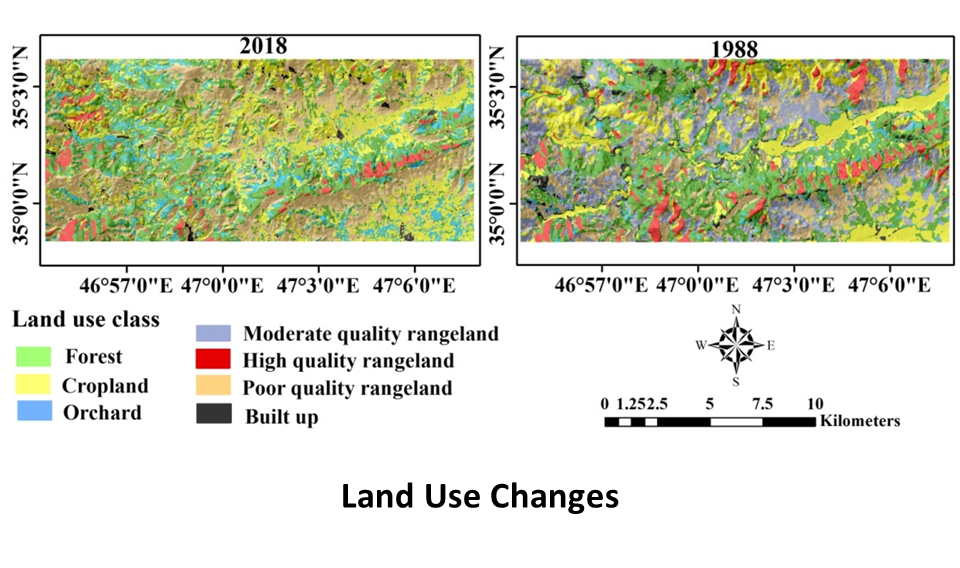 2018
1988
35°3'0"N
35°0'0"N
35°3'0"N
35°0'0"N
46°57'0"E 47°0'0"E 47°3'0"E 47°6'0"E
46°57'0"E 47°0'0"E 47°3'0"E 47°6'0"E
Land use class
Forest
Cropland
Orchard
Moderate quality rangeland
High quality rangeland
Poor quality rangeland
Built up
N
W E
S
0 1.252.5 5 7.5 10
Kilometers
Land Use Changes